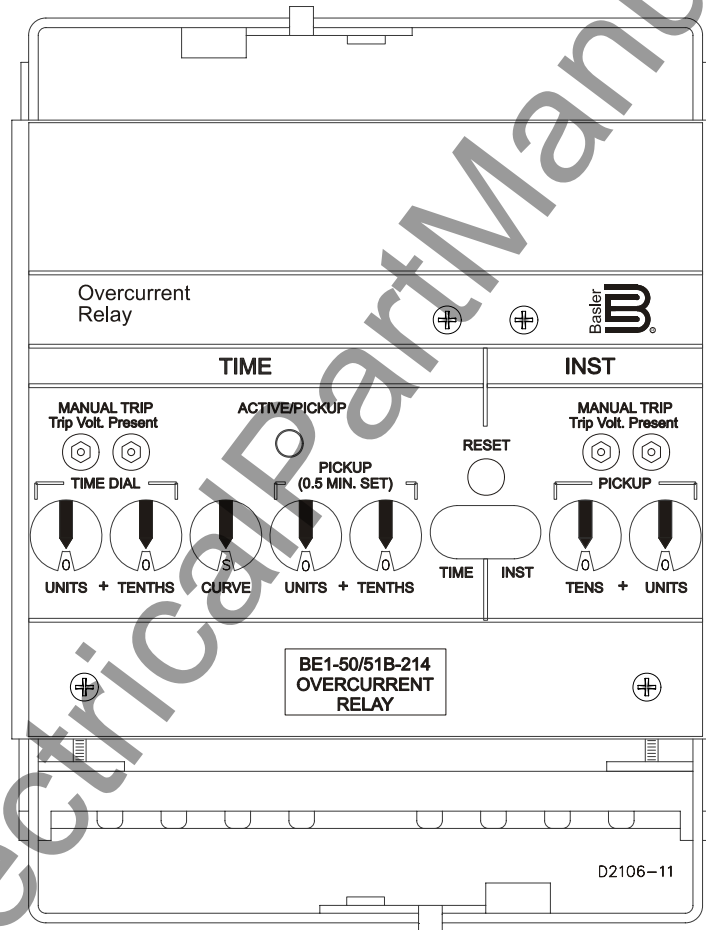 Overcurrent
Relay
Basler
TIME
INST
MANUAL TRIP
Trip Volt. Present
ACTIVE/PICKUP
RESET
MANUAL TRIP
Trip Volt. Present
TIME DIAL
PICKUP
(0.5 MIN. SET)
PICKUP
0
0
S
0
0
0
0
UNITS + TENTHS
CURVE
UNITS + TENTHS
TIME
INST
TENS + UNITS
BE1-50/51B-214
OVERCURRENT
RELAY
D2106-11
ectricalPartManu